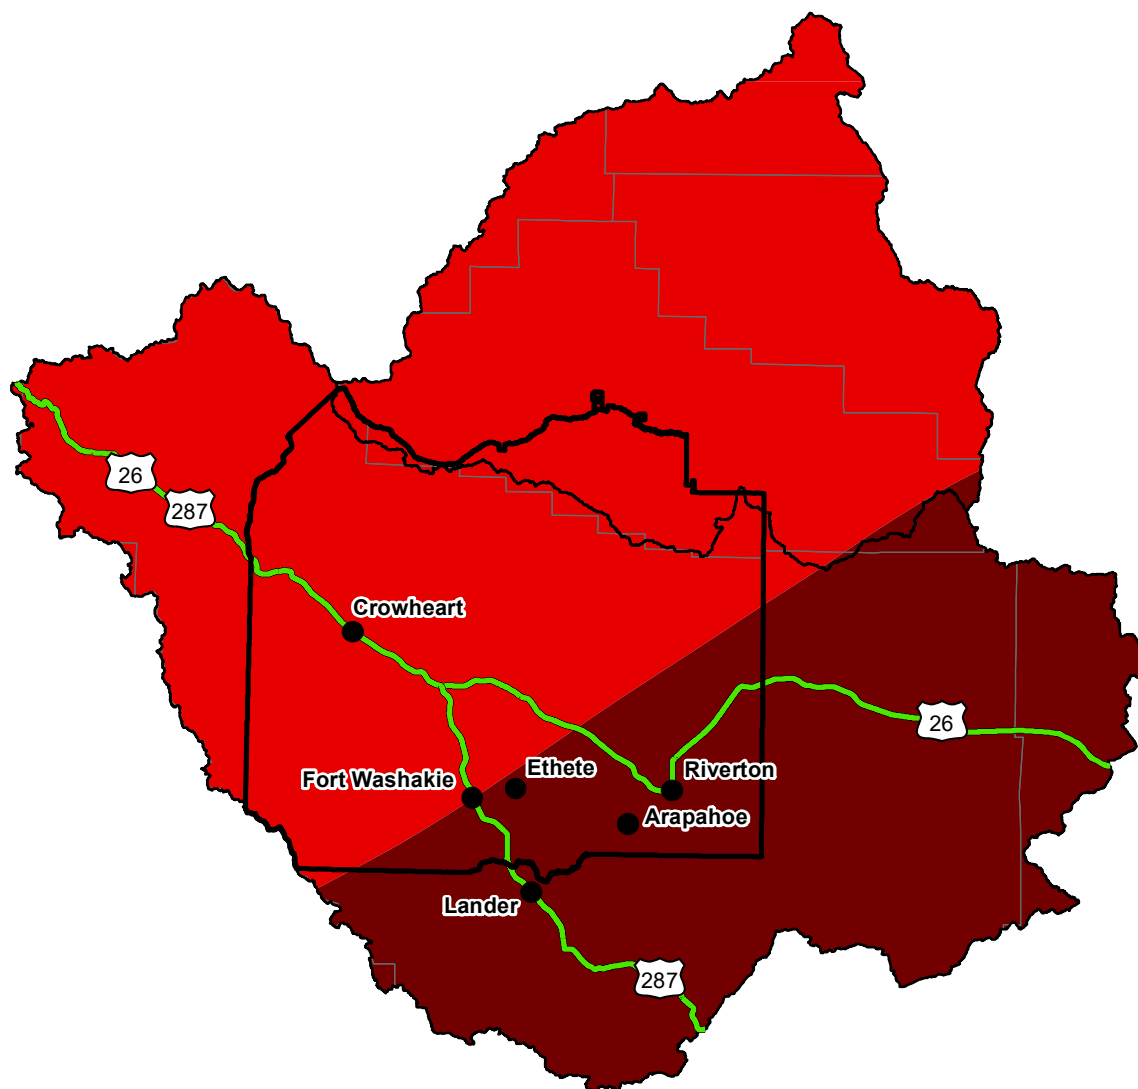 26
287
Crowheart
26
Ethete
Riverton
Fort Washakie
Arapahoe
Lander
287